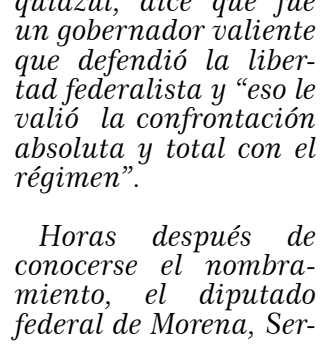 quiazul, dice que fue
un gobernador valiente
que defendió la liber-
tad federalista y “eso le
valió la confrontación
absoluta y total con el
régimen”.
Horas después de
conocerse el nombra-
miento, el diputado
federal de Morena, Ser-